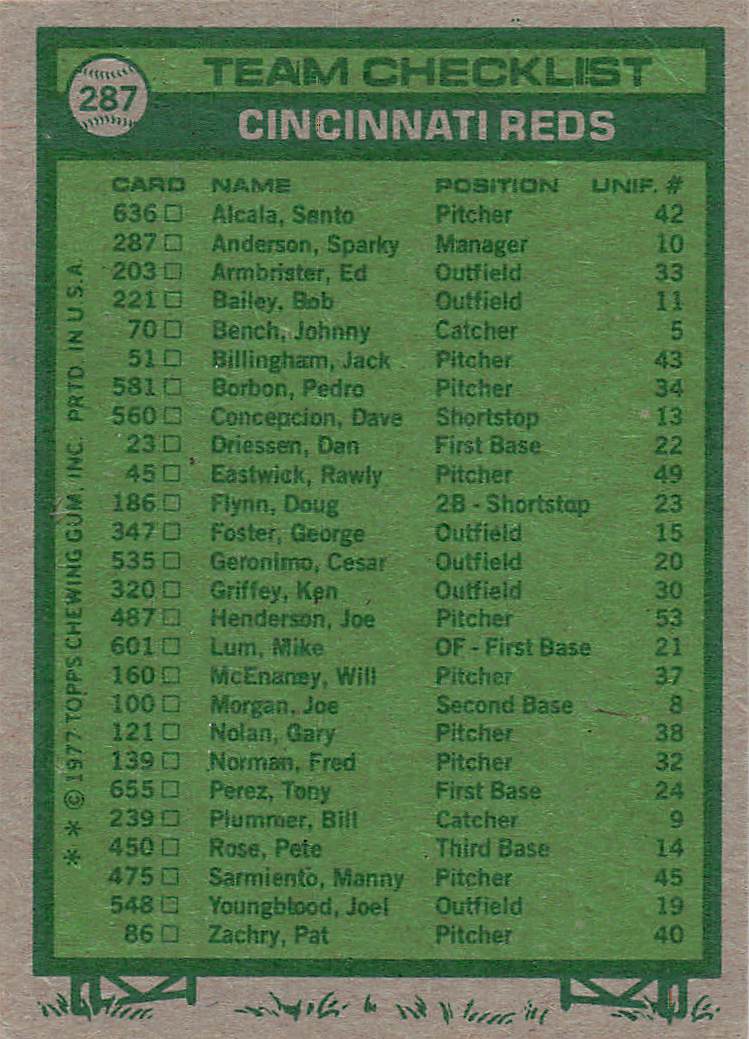 287
TEAM CHECKLIST
CINCINNATI REDS
CARD NAME POSITION UNIF. #
636 □ Alcala, Santo Pitcher 42
287 □ Anderson, Sparky Manager 10
203 □ Armbrister, Ed Outfield 33
221 □ Bailey, Bob Outfield 11
70 □ Bench, Johnny Catcher 5
51 □ Billingham, Jack Pitcher 43
581 □ Borbon, Pedro Pitcher 34
560 □ Concepcion, Dave Shortstop 13
23 □ Driessen, Dan First Base 22
45 □ Eastwick, Rawly Pitcher 49
186 □ Flynn, Doug 2B - Shortstop 23
347 □ Foster, George Outfield 15
535 □ Geronimo, Cesar Outfield 20
320 □ Griffey, Ken Outfield 30
487 □ Henderson, Joe Pitcher 53
601 □ Lum, Mike OF - First Base 21
160 □ McEnaney, Will Pitcher 37
100 □ Morgan, Joe Second Base 8
121 □ Nolan, Gary Pitcher 38
139 □ Norman, Fred Pitcher 32
655 □ Perez, Tony First Base 24
239 □ Plummer, Bill Catcher 9
450 □ Rose, Pete Third Base 14
475 □ Sarmiento, Manny Pitcher 45
548 □ Youngblood, Joel Outfield 19
86 □ Zachry, Pat Pitcher 40
* * © 1977 TOPPS CHEWING GUM, INC. PRTD. IN U.S.A.